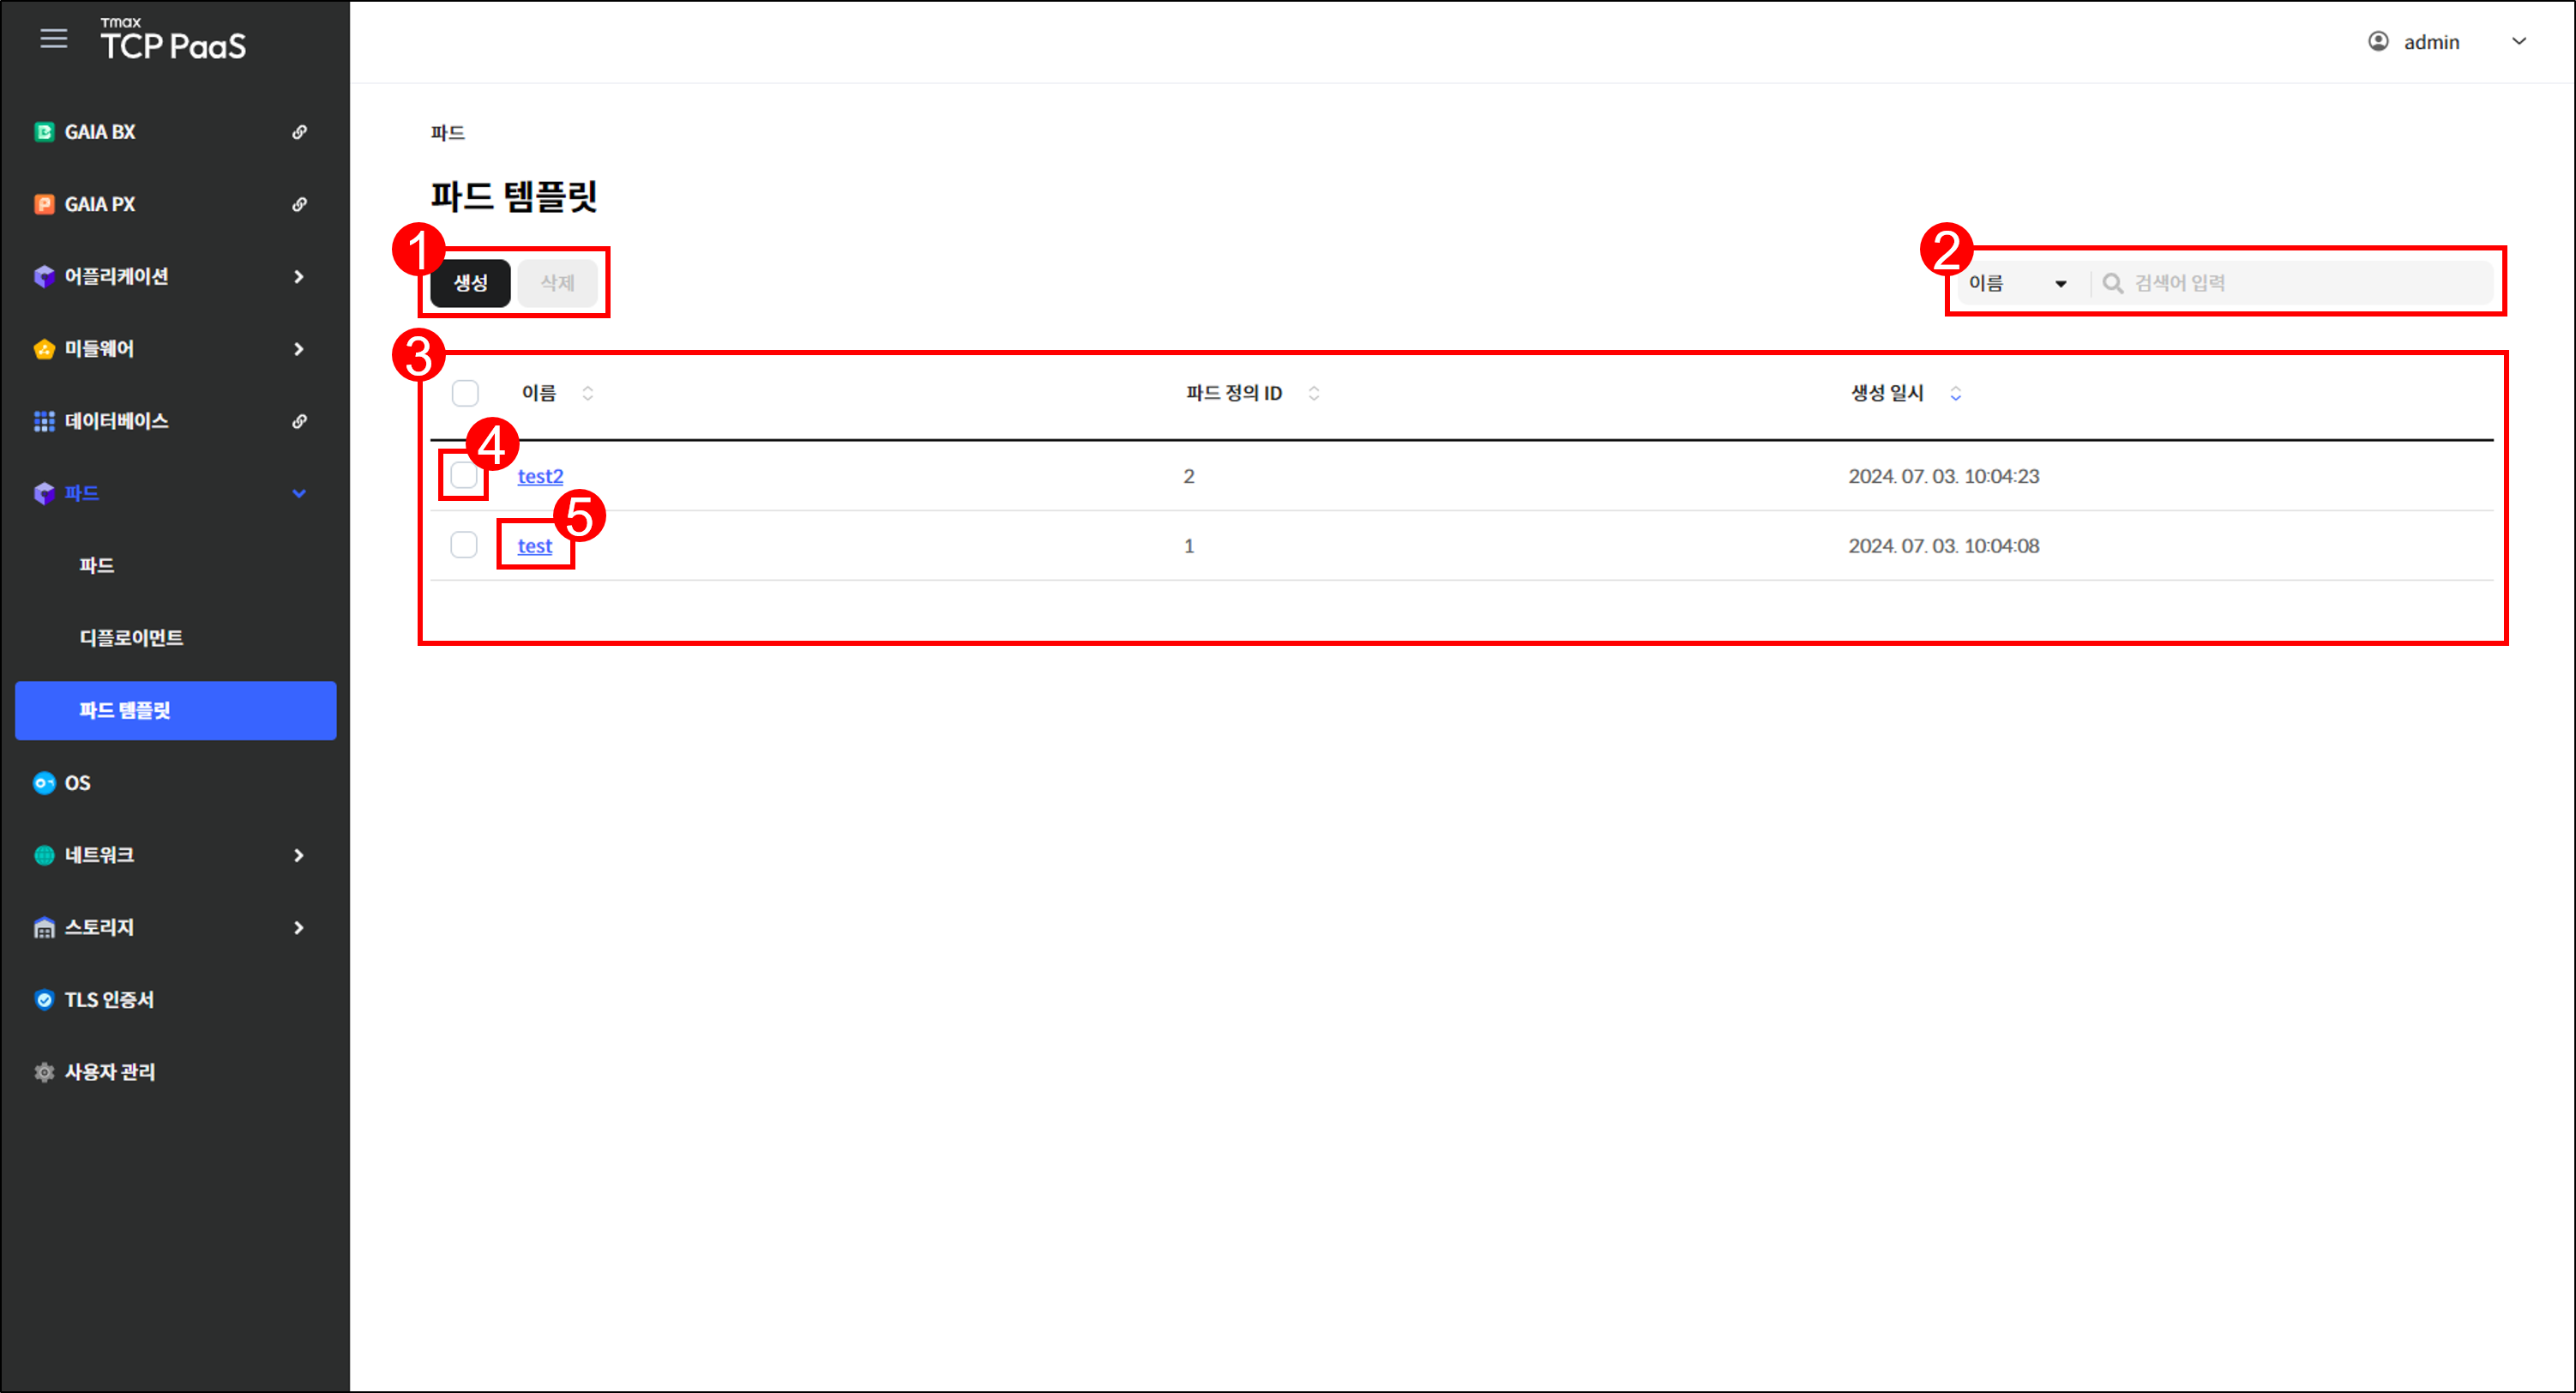 Tmax
TCP PaaS
admin
GAIA BX
GAIA PX
어플리케이션
미들웨어
데이터베이스
파드
파드
디플로이먼트
파드 템플릿
OS
네트워크
스토리지
TLS 인증서
사용자 관리
파드
파드 템플릿
1
생성 삭제
2
이름 검색어 입력
3
이름 파드 정의 ID 생성 일시
4
test2 2 2024. 07. 03. 10:04:23
5
test 1 2024. 07. 03. 10:04:08